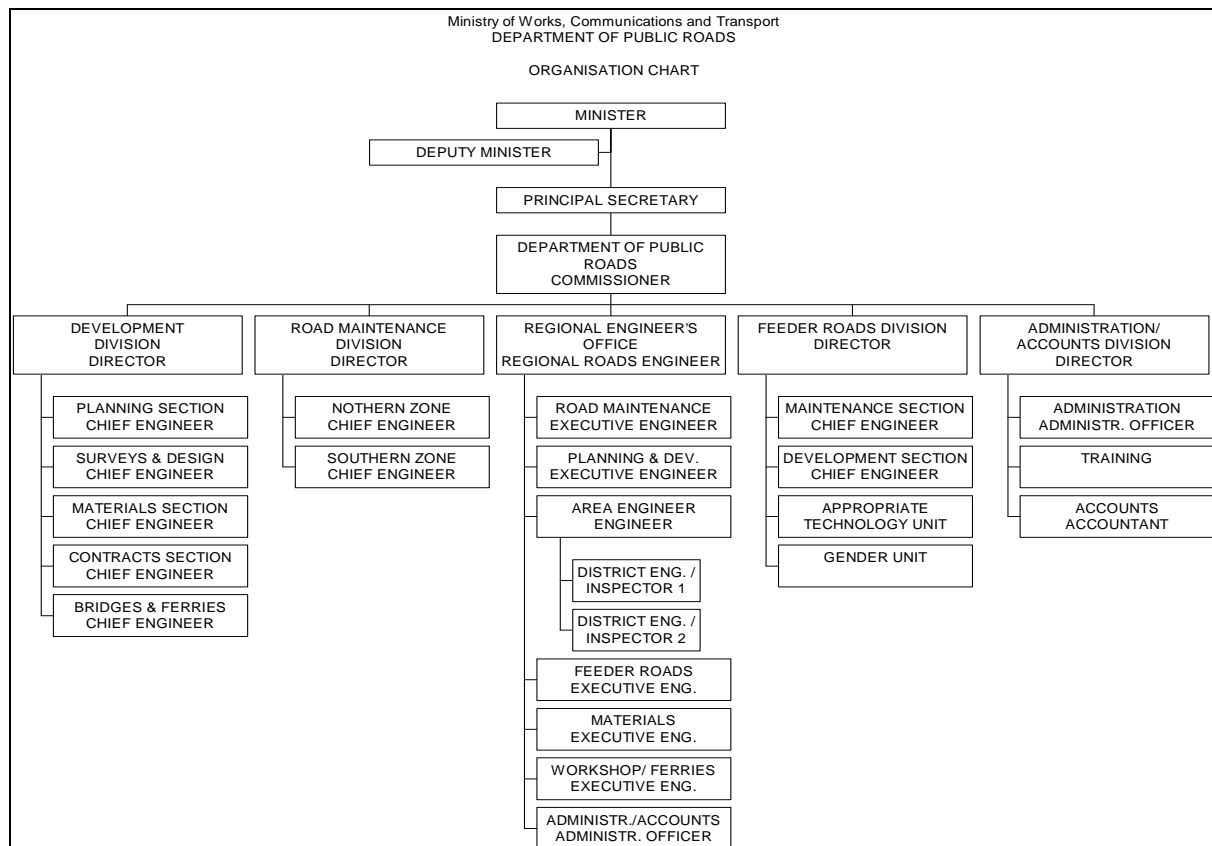 Ministry of Works, Communications and Transport
DEPARTMENT OF PUBLIC ROADS
ORGANISATION CHART
MINISTER
DEPUTY MINISTER
PRINCIPAL SECRETARY
DEPARTMENT OF PUBLIC
ROADS
COMMISSIONER
DEVELOPMENT
DIVISION
DIRECTOR
PLANNING SECTION
CHIEF ENGINEER
SURVEYS & DESIGN
CHIEF ENGINEER
MATERIALS SECTION
CHIEF ENGINEER
CONTRACTS SECTION
CHIEF ENGINEER
BRIDGES & FERRIES
CHIEF ENGINEER
ROAD MAINTENANCE
DIVISION
DIRECTOR
NOTHERN ZONE
CHIEF ENGINEER
SOUTHERN ZONE
CHIEF ENGINEER
REGIONAL ENGINEER'S
OFFICE
REGIONAL ROADS ENGINEER
ROAD MAINTENANCE
EXECUTIVE ENGINEER
PLANNING & DEV.
EXECUTIVE ENGINEER
AREA ENGINEER
ENGINEER
DISTRICT ENG. /
INSPECTOR 1
DISTRICT ENG. /
INSPECTOR 2
FEEDER ROADS
EXECUTIVE ENG.
MATERIALS
EXECUTIVE ENG.
WORKSHOP/ FERRIES
EXECUTIVE ENG.
ADMINISTR./ACCOUNTS
ADMINISTR. OFFICER
FEEDER ROADS DIVISION
DIRECTOR
MAINTENANCE SECTION
CHIEF ENGINEER
DEVELOPMENT SECTION
CHIEF ENGINEER
APPROPRIATE
TECHNOLOGY UNIT
GENDER UNIT
ADMINISTRATION/
ACCOUNTS DIVISION
DIRECTOR
ADMINISTRATION
ADMINISTR. OFFICER
TRAINING
ACCOUNTS
ACCOUNTANT